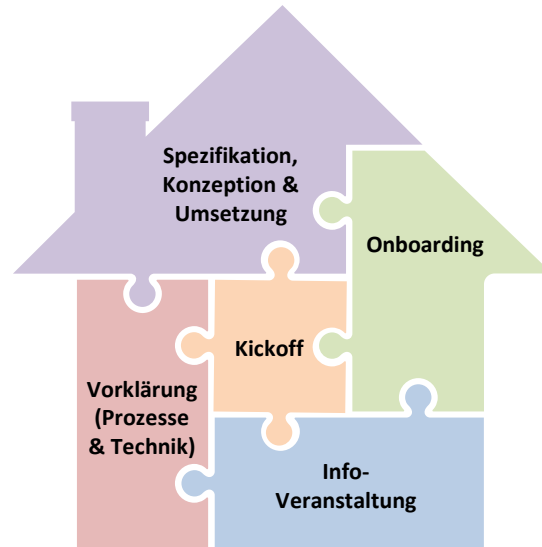 Spezifikation,
Konzeption &
Umsetzung
Onboarding
Kickoff
Vorklärung
(Prozesse
& Technik)
Info-
Veranstaltung